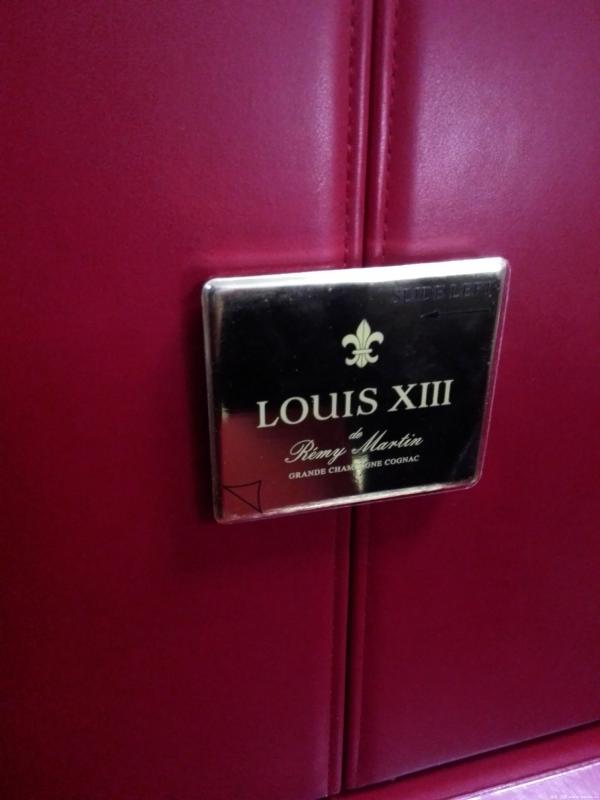 SLIDE LEFT
LOUIS XIII
de
Rémy Martin
GRANDE CHAMPAGNE COGNAC